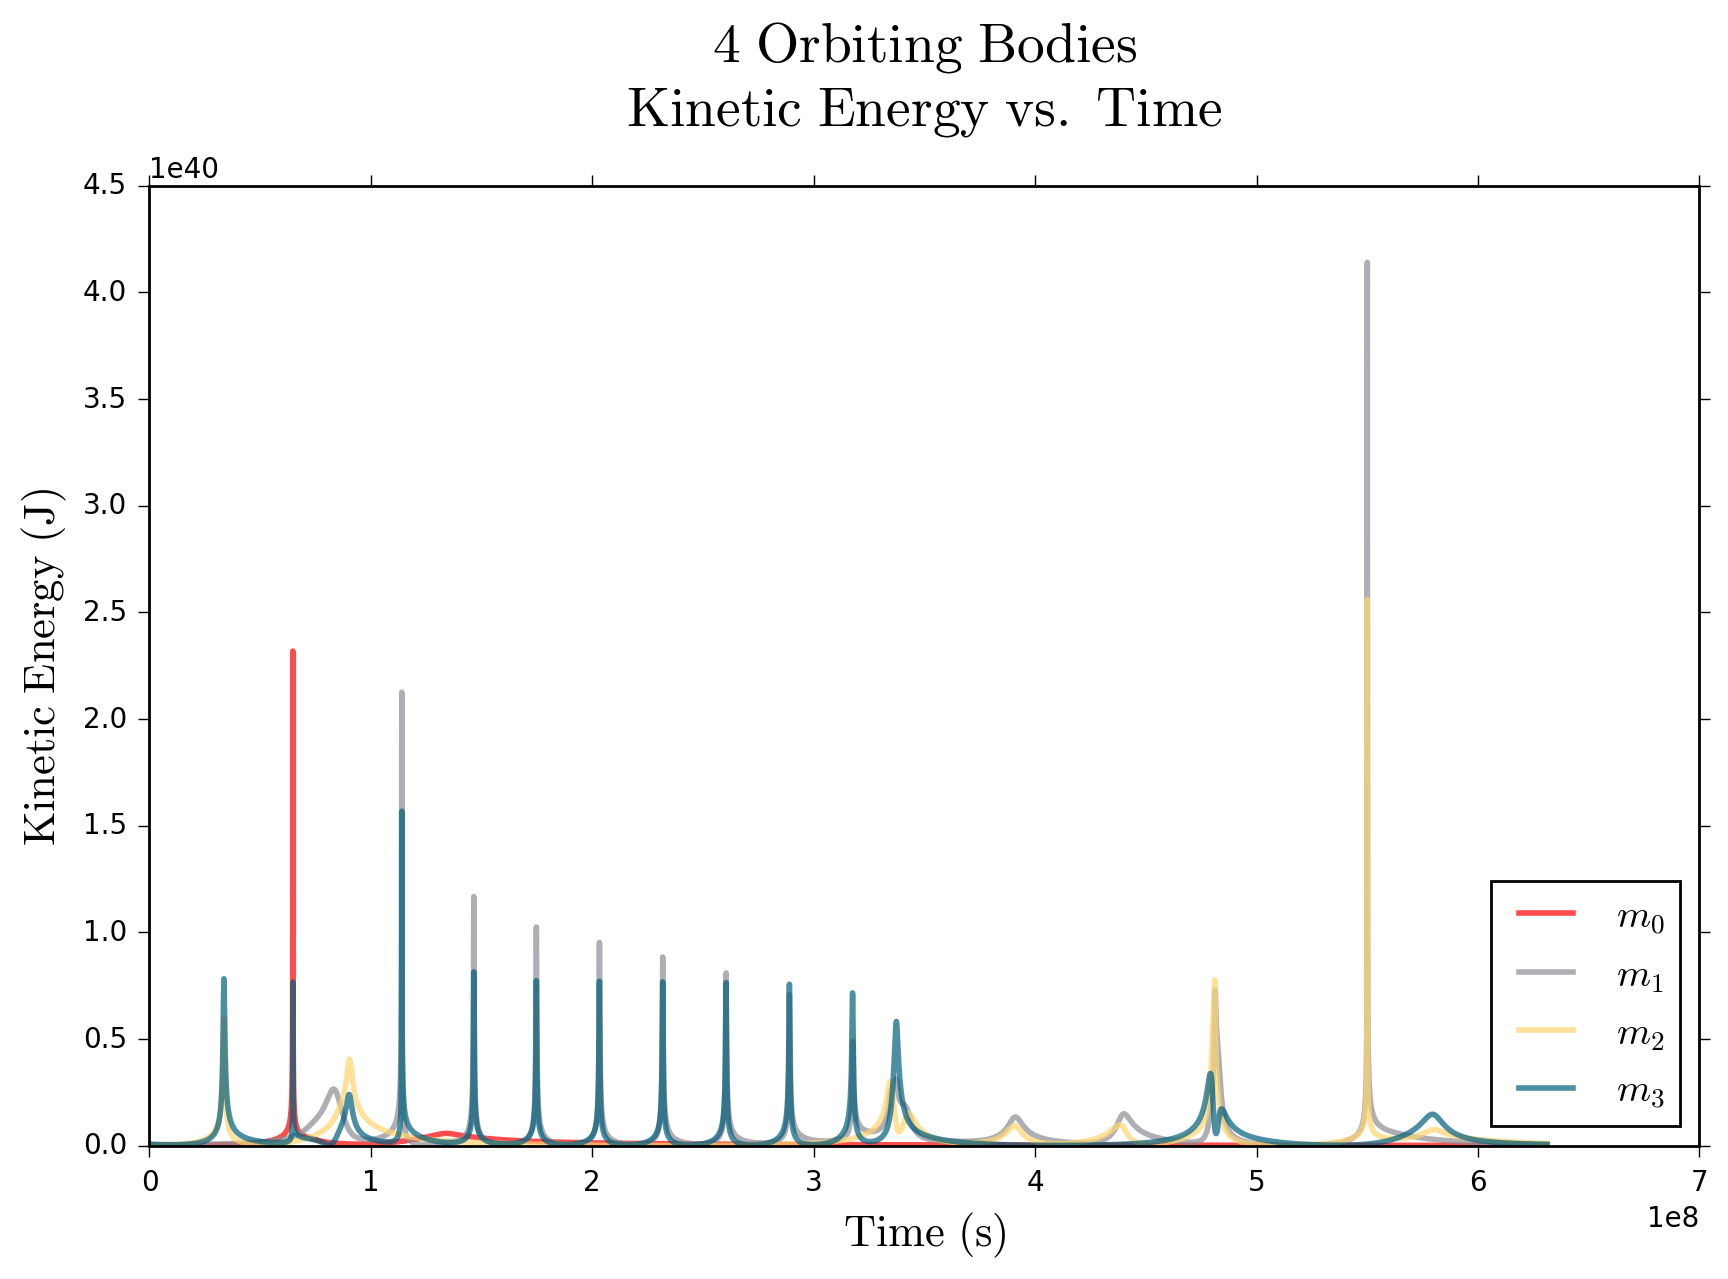 4 Orbiting Bodies
Kinetic Energy vs. Time
1e40
4.5
4.0
3.5
3.0
2.5
2.0
1.5
1.0
0.5
0.0
Kinetic Energy (J)
m₀
m₁
m₂
m₃
0 1 2 3 4 5 6 7
1e8
Time (s)